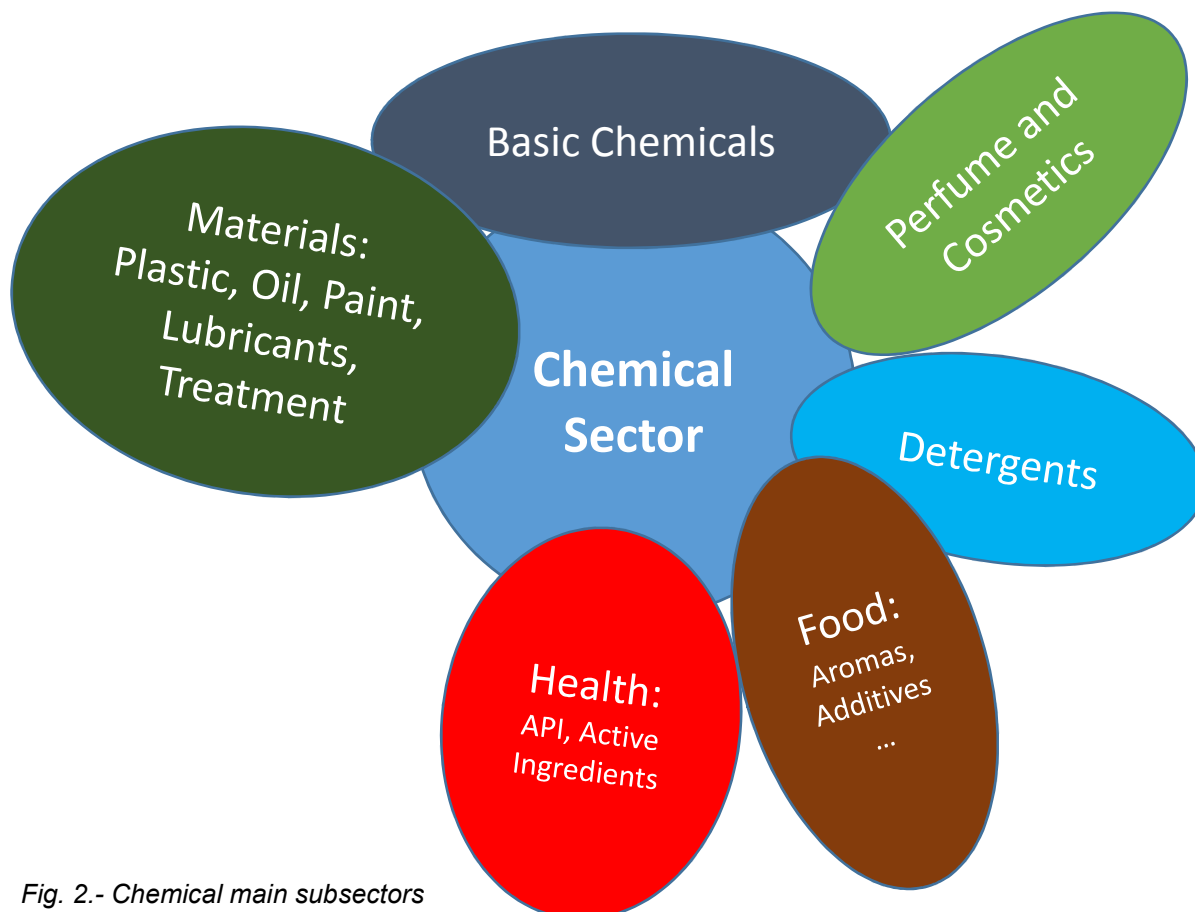 Basic Chemicals
Perfume and
Cosmetics
Materials:
Plastic, Oil, Paint,
Lubricants,
Treatment
Chemical
Sector
Detergents
Food:
Aromas,
Additives
...
Health:
API, Active
Ingredients
Fig. 2.- Chemical main subsectors